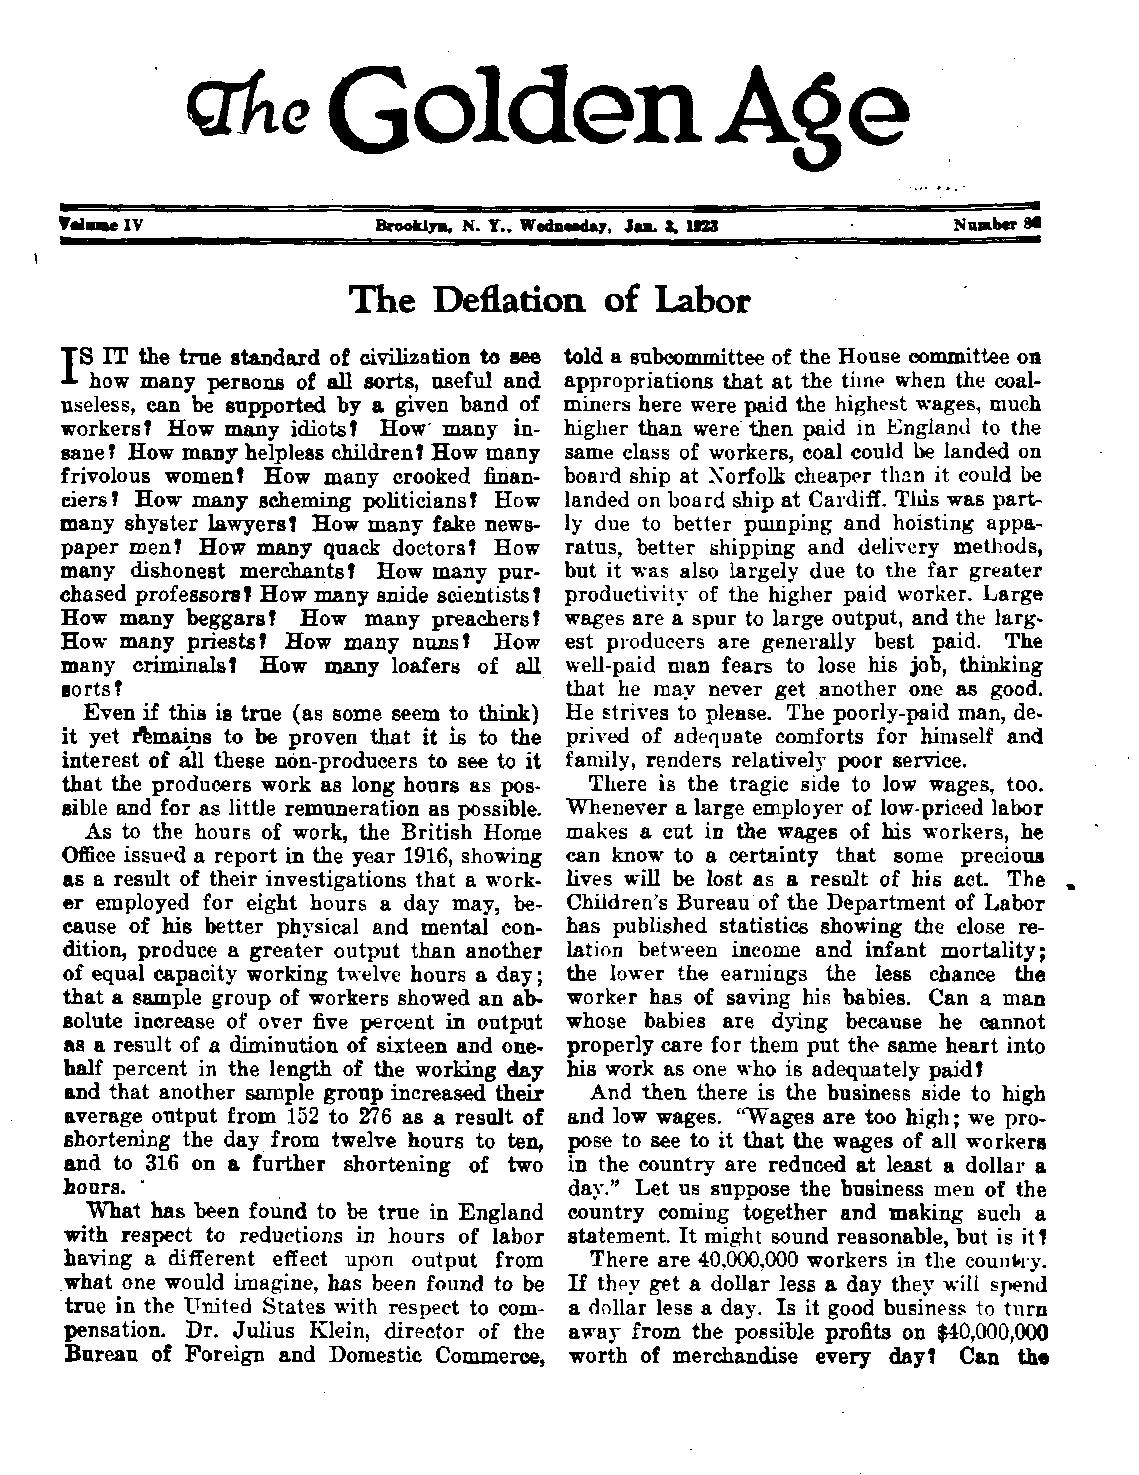 The Golden Age
Volume IV Brooklyn, N. Y., Wednesday, Jan. 3, 1923 Number
The Deflation of Labor
IS IT the true standard of civilization to see
how many persons of all sorts, useful and
useless, can be supported by a given band of
workers? How many idiots? How many in-
sane? How many helpless children? How many
frivolous women? How many crooked finan-
ciers? How many scheming politicians? How
many shyster lawyers? How many fake news-
paper men? How many quack doctors? How
many dishonest merchants? How many pur-
chased professors? How many snide scientists?
How many beggars? How many preachers?
How many priests? How many nuns? How
many criminals? How many loafers of all
sorts?
Even if this is true (as some seem to think)
it yet remains to be proven that it is to the
interest of all these non-producers to see to it
that the producers work as long hours as pos-
sible and for as little remuneration as possible.
As to the hours of work, the British Home
Office issued a report in the year 1916, showing
as a result of their investigations that a work-
er employed for eight hours a day may, be-
cause of his better physical and mental con-
dition, produce a greater output than another
of equal capacity working twelve hours a day;
that a sample group of workers showed an ab-
solute increase of over five percent in output
as a result of a diminution of sixteen and one-
half percent in the length of the working day
and that another sample group increased their
average output from 152 to 276 as a result of
shortening the day from twelve hours to ten,
and to 316 on a further shortening of two
hours.
What has been found to be true in England
with respect to reductions in hours of labor
having a different effect upon output from
what one would imagine, has been found to be
true in the United States with respect to com-
pensation. Dr. Julius Klein, director of the
Bureau of Foreign and Domestic Commerce,
told a subcommittee of the House committee on
appropriations that at the time when the coal-
miners here were paid the highest wages, much
higher than were then paid in England to the
same class of workers, coal could be landed on
board ship at Norfolk cheaper than it could be
landed on board ship at Cardiff. This was part-
ly due to better pumping and hoisting appa-
ratus, better shipping and delivery methods,
but it was also largely due to the far greater
productivity of the higher paid worker. Large
wages are a spur to large output, and the larg-
est producers are generally best paid. The
well-paid man fears to lose his job, thinking
that he may never get another one as good.
He strives to please. The poorly-paid man, de-
prived of adequate comforts for himself and
family, renders relatively poor service.
There is the tragic side to low wages, too.
Whenever a large employer of low-priced labor
makes a cut in the wages of his workers, he
can know to a certainty that some precious
lives will be lost as a result of his act. The
Children's Bureau of the Department of Labor
has published statistics showing the close re-
lation between income and infant mortality;
the lower the earnings the less chance the
worker has of saving his babies. Can a man
whose babies are dying because he cannot
properly care for them put the same heart into
his work as one who is adequately paid?
And then there is the business side to high
and low wages. "Wages are too high; we pro-
pose to see to it that the wages of all workers
in the country are reduced at least a dollar a
day." Let us suppose the business men of the
country coming together and making such a
statement. It might sound reasonable, but is it?
There are 40,000,000 workers in the country.
If they get a dollar less a day they will spend
a dollar less a day. Is it good business to turn
away from the possible profits on $40,000,000
worth of merchandise every day? Can the